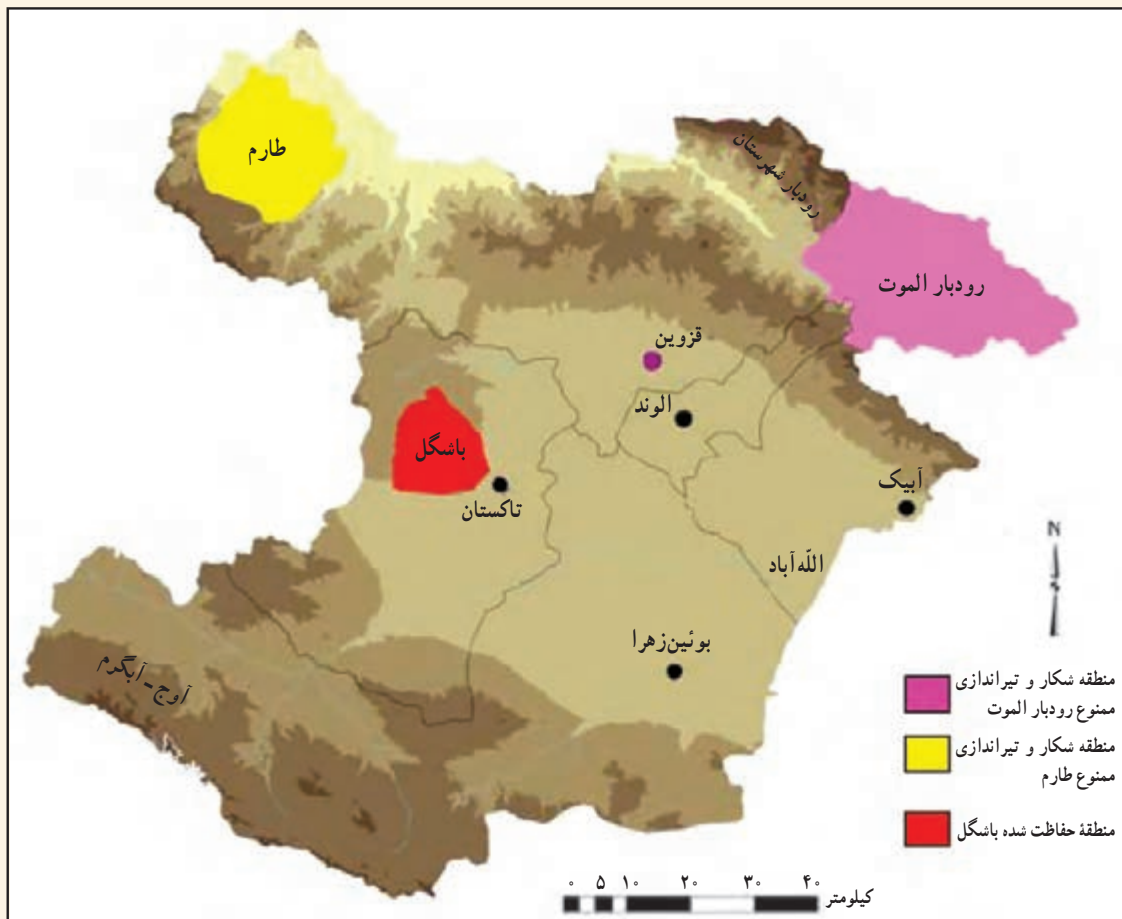 طارم
رودبار شهرستان
رودبار الموت
قزوین
الوند
باشگل
تاکستان
آبیک
اللّه‌آباد
بوئین‌زهرا
آوج-آبگرم
N
منطقه شکار و تیراندازی
ممنوع رودبار الموت
منطقه شکار و تیراندازی
ممنوع طارم
منطقۀ حفاظت شده باشگل
۰ ۵ ۱۰ ۲۰ ۳۰ ۴۰
کیلومتر